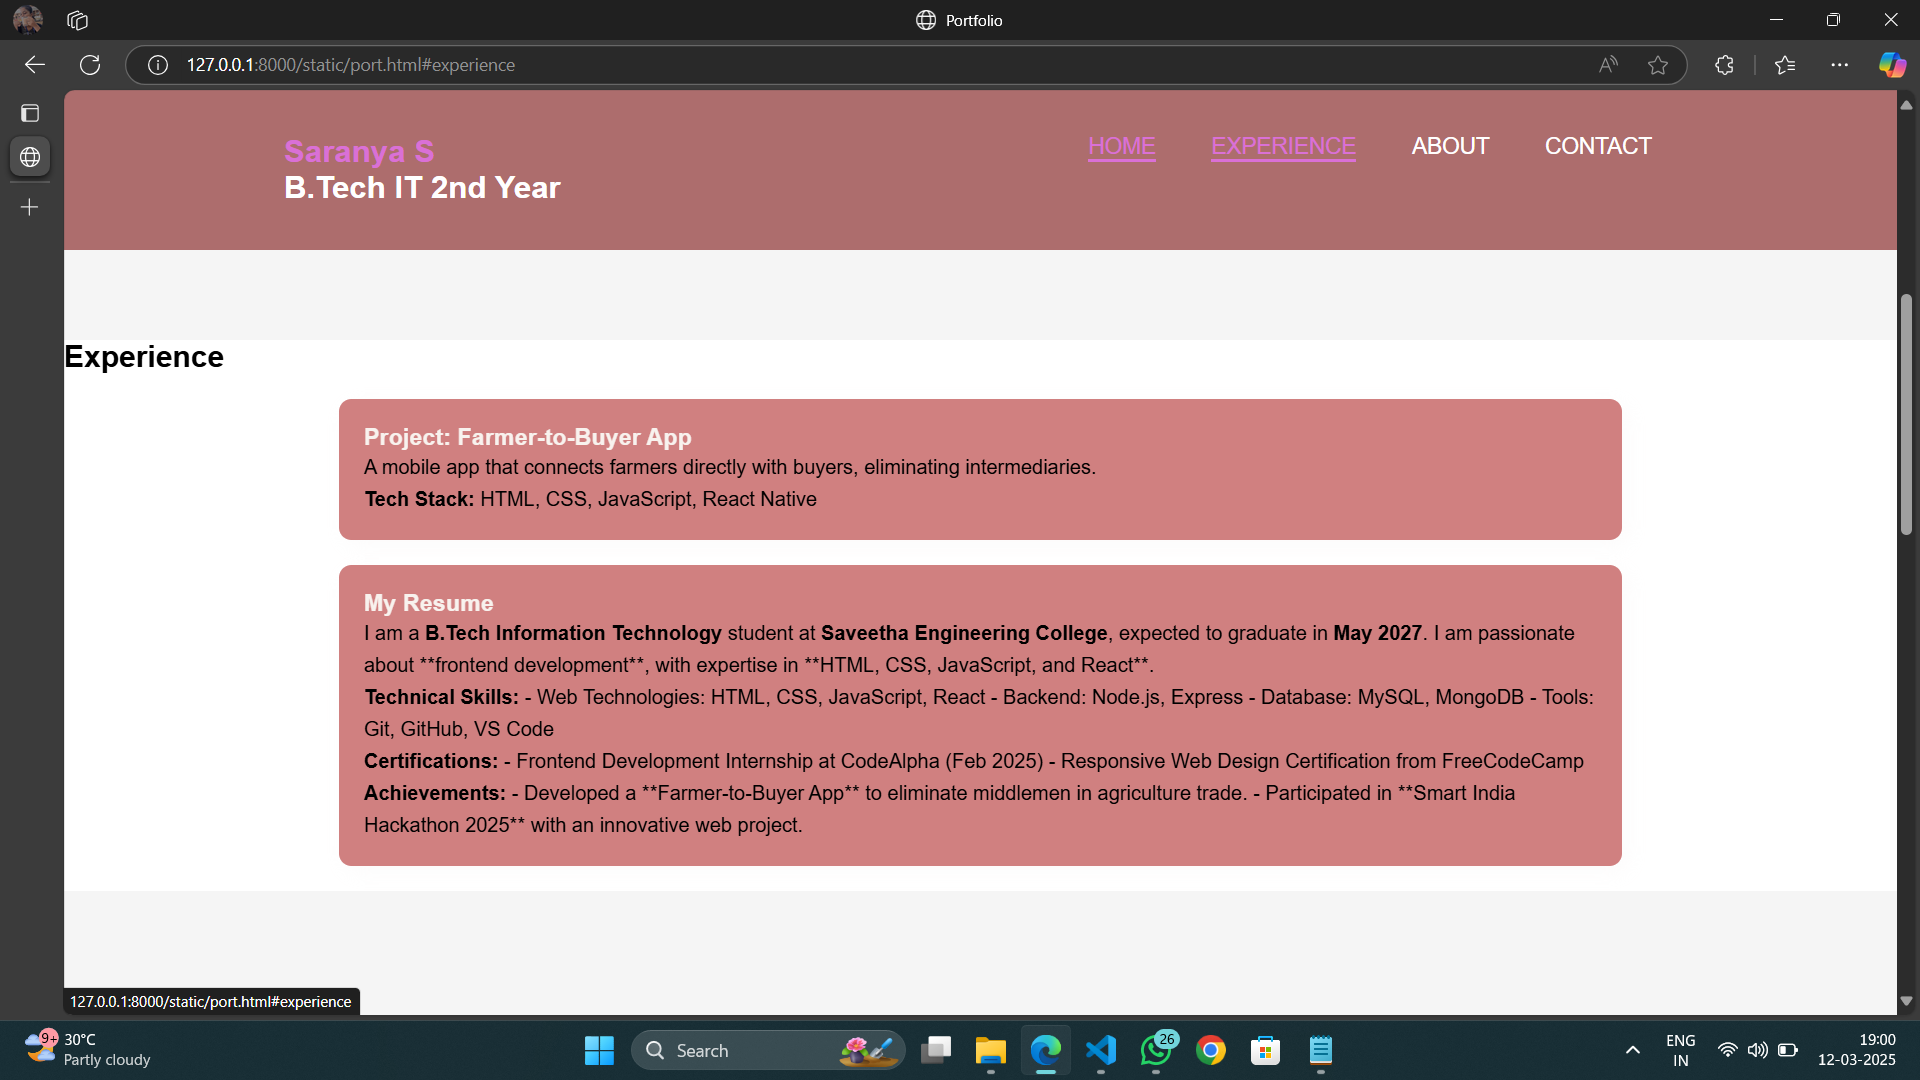 Portfolio
127.0.0.1:8000/static/port.html#experience
Saranya S
B.Tech IT 2nd Year
HOME EXPERIENCE ABOUT CONTACT
Experience
Project: Farmer-to-Buyer App
A mobile app that connects farmers directly with buyers, eliminating intermediaries.
Tech Stack: HTML, CSS, JavaScript, React Native
My Resume
I am a B.Tech Information Technology student at Saveetha Engineering College, expected to graduate in May 2027. I am passionate
about **frontend development**, with expertise in **HTML, CSS, JavaScript, and React**.
Technical Skills: - Web Technologies: HTML, CSS, JavaScript, React - Backend: Node.js, Express - Database: MySQL, MongoDB - Tools:
Git, GitHub, VS Code
Certifications: - Frontend Development Internship at CodeAlpha (Feb 2025) - Responsive Web Design Certification from FreeCodeCamp
Achievements: - Developed a **Farmer-to-Buyer App** to eliminate middlemen in agriculture trade. - Participated in **Smart India
Hackathon 2025** with an innovative web project.
127.0.0.1:8000/static/port.html#experience
9+
30°C
Partly cloudy
Search
26
ENG
IN
19:00
12-03-2025